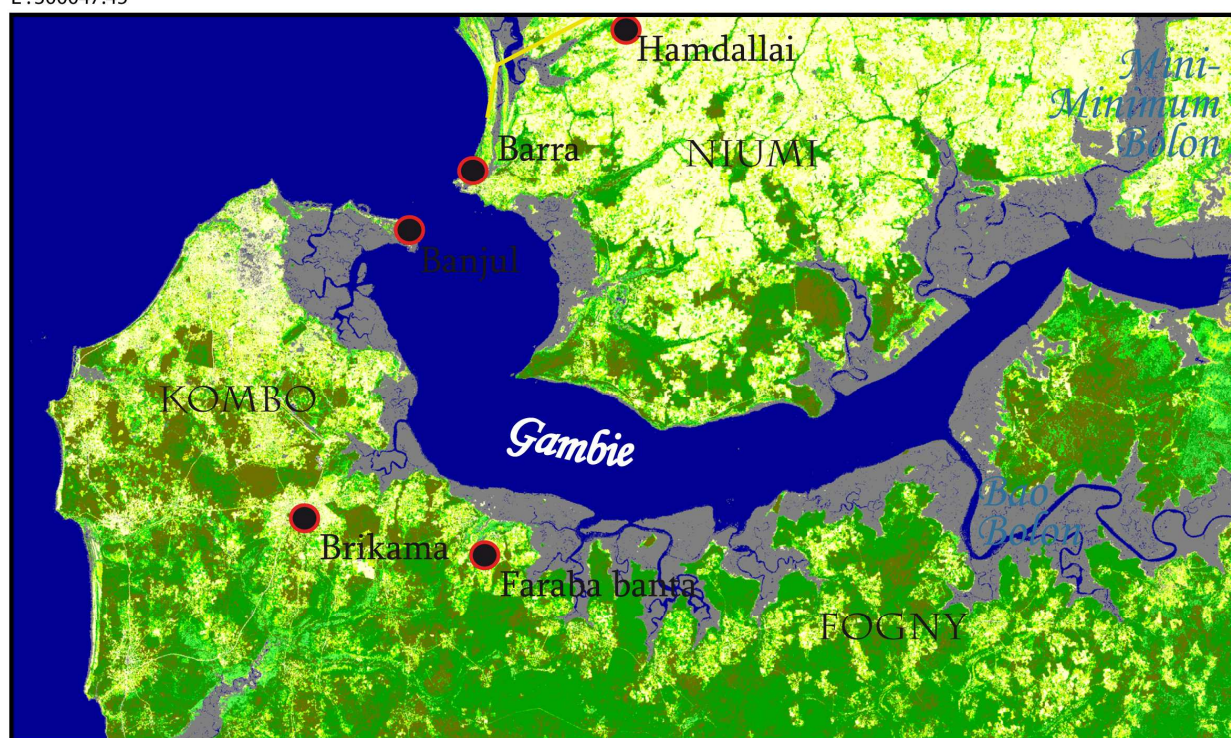 Hamdallai
Mini-
Minimum
Bolon
Barra
NIUMI
Banjul
KOMBO
Gambie
Bao
Bolon
Brikama
Faraba banta
FOGNY